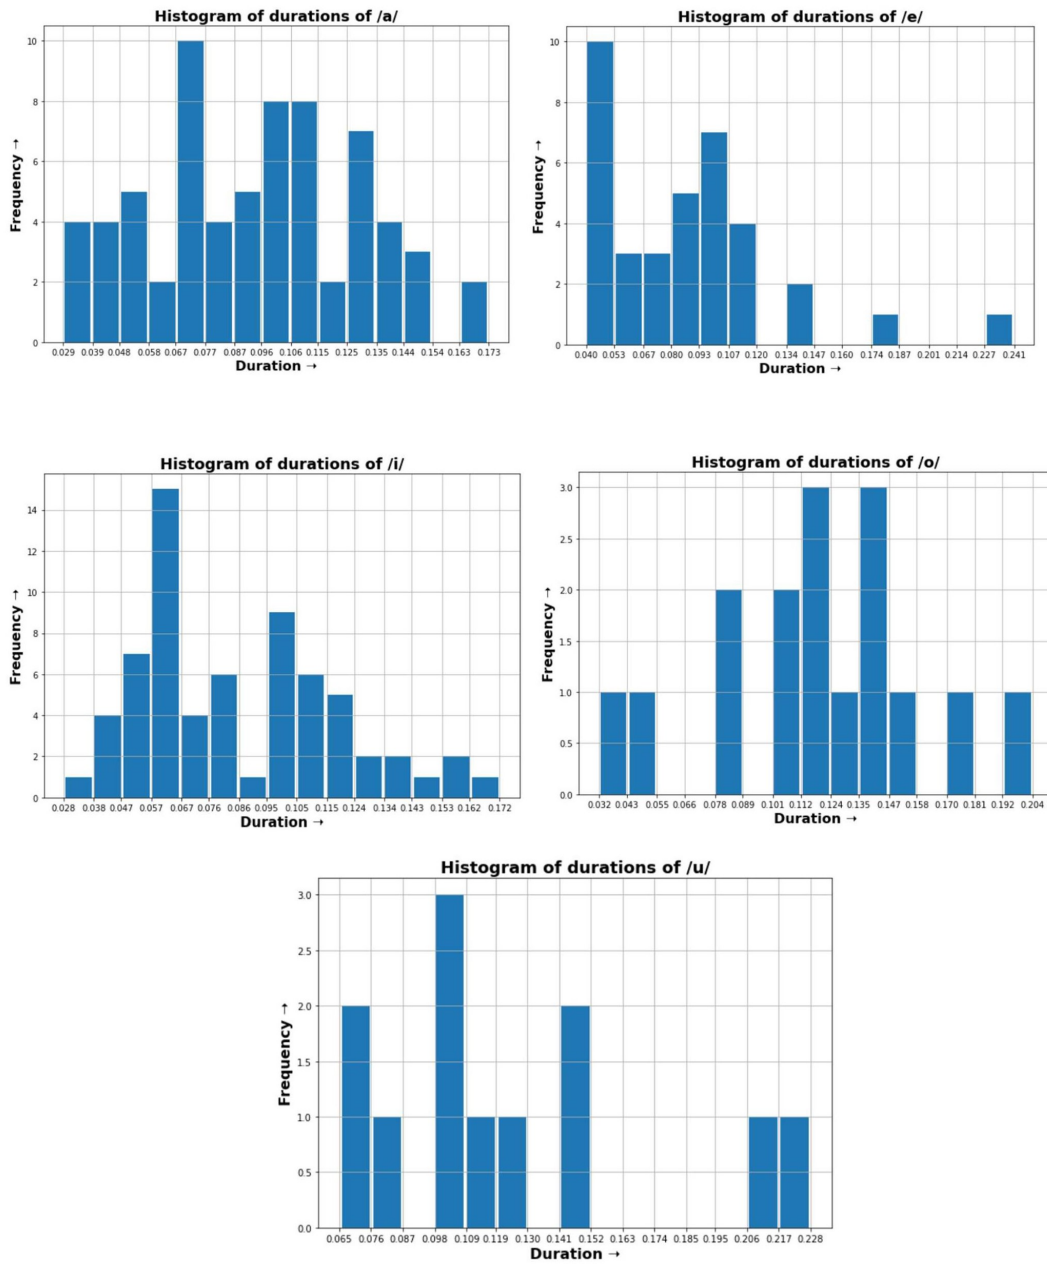 Histogram of durations of /a/
10
8
6
4
2
0
Frequency →
0.029 0.039 0.048 0.058 0.067 0.077 0.087 0.096 0.106 0.115 0.125 0.135 0.144 0.154 0.163 0.173
Duration →
Histogram of durations of /e/
10
8
6
4
2
0
Frequency →
0.040 0.053 0.067 0.080 0.093 0.107 0.120 0.134 0.147 0.160 0.174 0.187 0.201 0.214 0.227 0.241
Duration →
Histogram of durations of /i/
14
12
10
8
6
4
2
0
Frequency →
0.028 0.038 0.047 0.057 0.067 0.076 0.086 0.095 0.105 0.115 0.124 0.134 0.143 0.153 0.162 0.172
Duration →
Histogram of durations of /o/
3.0
2.5
2.0
1.5
1.0
0.5
0.0
Frequency →
0.032 0.043 0.055 0.066 0.078 0.089 0.101 0.112 0.124 0.135 0.147 0.158 0.170 0.181 0.192 0.204
Duration →
Histogram of durations of /u/
3.0
2.5
2.0
1.5
1.0
0.5
0.0
Frequency →
0.065 0.076 0.087 0.098 0.109 0.119 0.130 0.141 0.152 0.163 0.174 0.185 0.195 0.206 0.217 0.228
Duration →